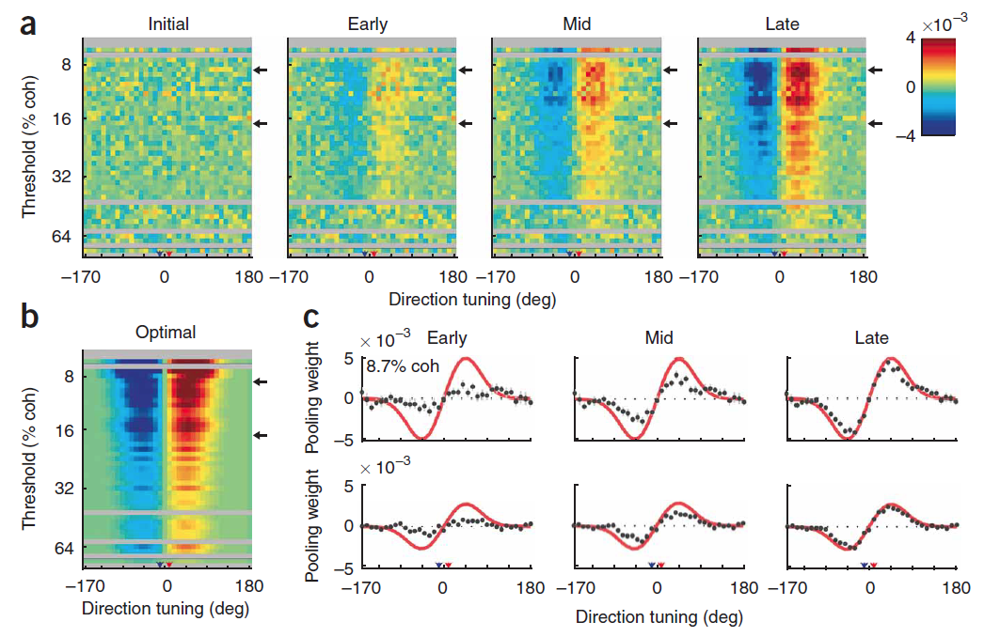 a
Initial
Early
Mid
Late
×10⁻³
4
0
−4
Threshold (% coh)
8
16
32
64
−170 0 180 −170 0 180 −170 0 180 −170 0 180
Direction tuning (deg)
b
Optimal
Threshold (% coh)
8
16
32
64
−170 0 180
Direction tuning (deg)
c
Early
Mid
Late
× 10⁻³
Pooling weight
5
0
−5
8.7% coh
× 10⁻³
Pooling weight
5
0
−5
−170 0 180 −170 0 180 −170 0 180
Direction tuning (deg)